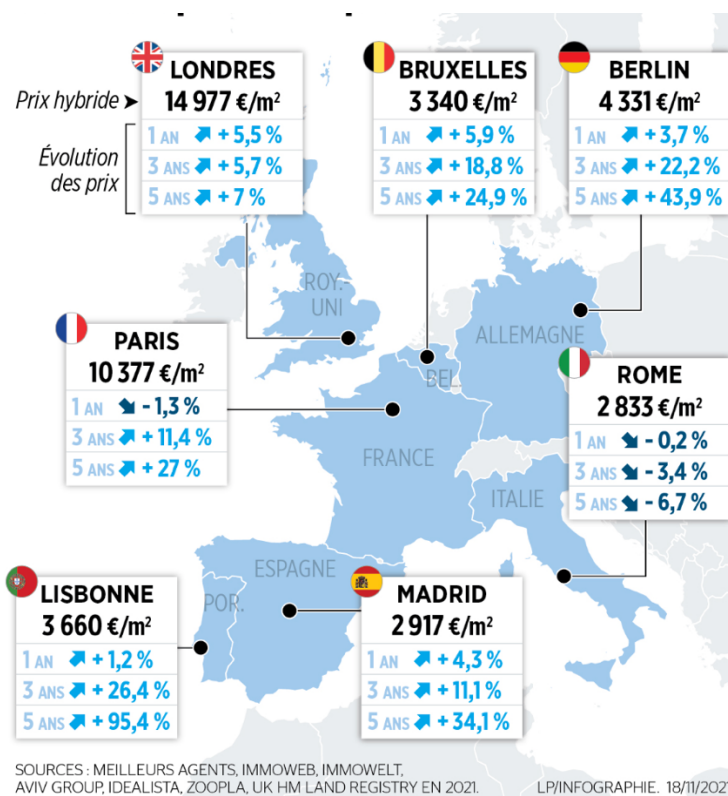 LONDRES
Prix hybride
14 977 €/m²
Évolution
des prix
1 AN + 5,5 %
3 ANS + 5,7 %
5 ANS + 7 %
BRUXELLES
3 340 €/m²
1 AN + 5,9 %
3 ANS + 18,8 %
5 ANS + 24,9 %
BERLIN
4 331 €/m²
1 AN + 3,7 %
3 ANS + 22,2 %
5 ANS + 43,9 %
ROY.-
UNI
ALLEMAGNE
BEL.
PARIS
10 377 €/m²
1 AN - 1,3 %
3 ANS + 11,4 %
5 ANS + 27 %
FRANCE
ROME
2 833 €/m²
1 AN - 0,2 %
3 ANS - 3,4 %
5 ANS - 6,7 %
ITALIE
ESPAGNE
POR.
LISBONNE
3 660 €/m²
1 AN + 1,2 %
3 ANS + 26,4 %
5 ANS + 95,4 %
MADRID
2 917 €/m²
1 AN + 4,3 %
3 ANS + 11,1 %
5 ANS + 34,1 %
SOURCES : MEILLEURS AGENTS, IMMOWEB, IMMOWELT,
AVIV GROUP, IDEALISTA, ZOOPLA, UK HM LAND REGISTRY EN 2021.
LP/INFOGRAPHIE. 18/11/202